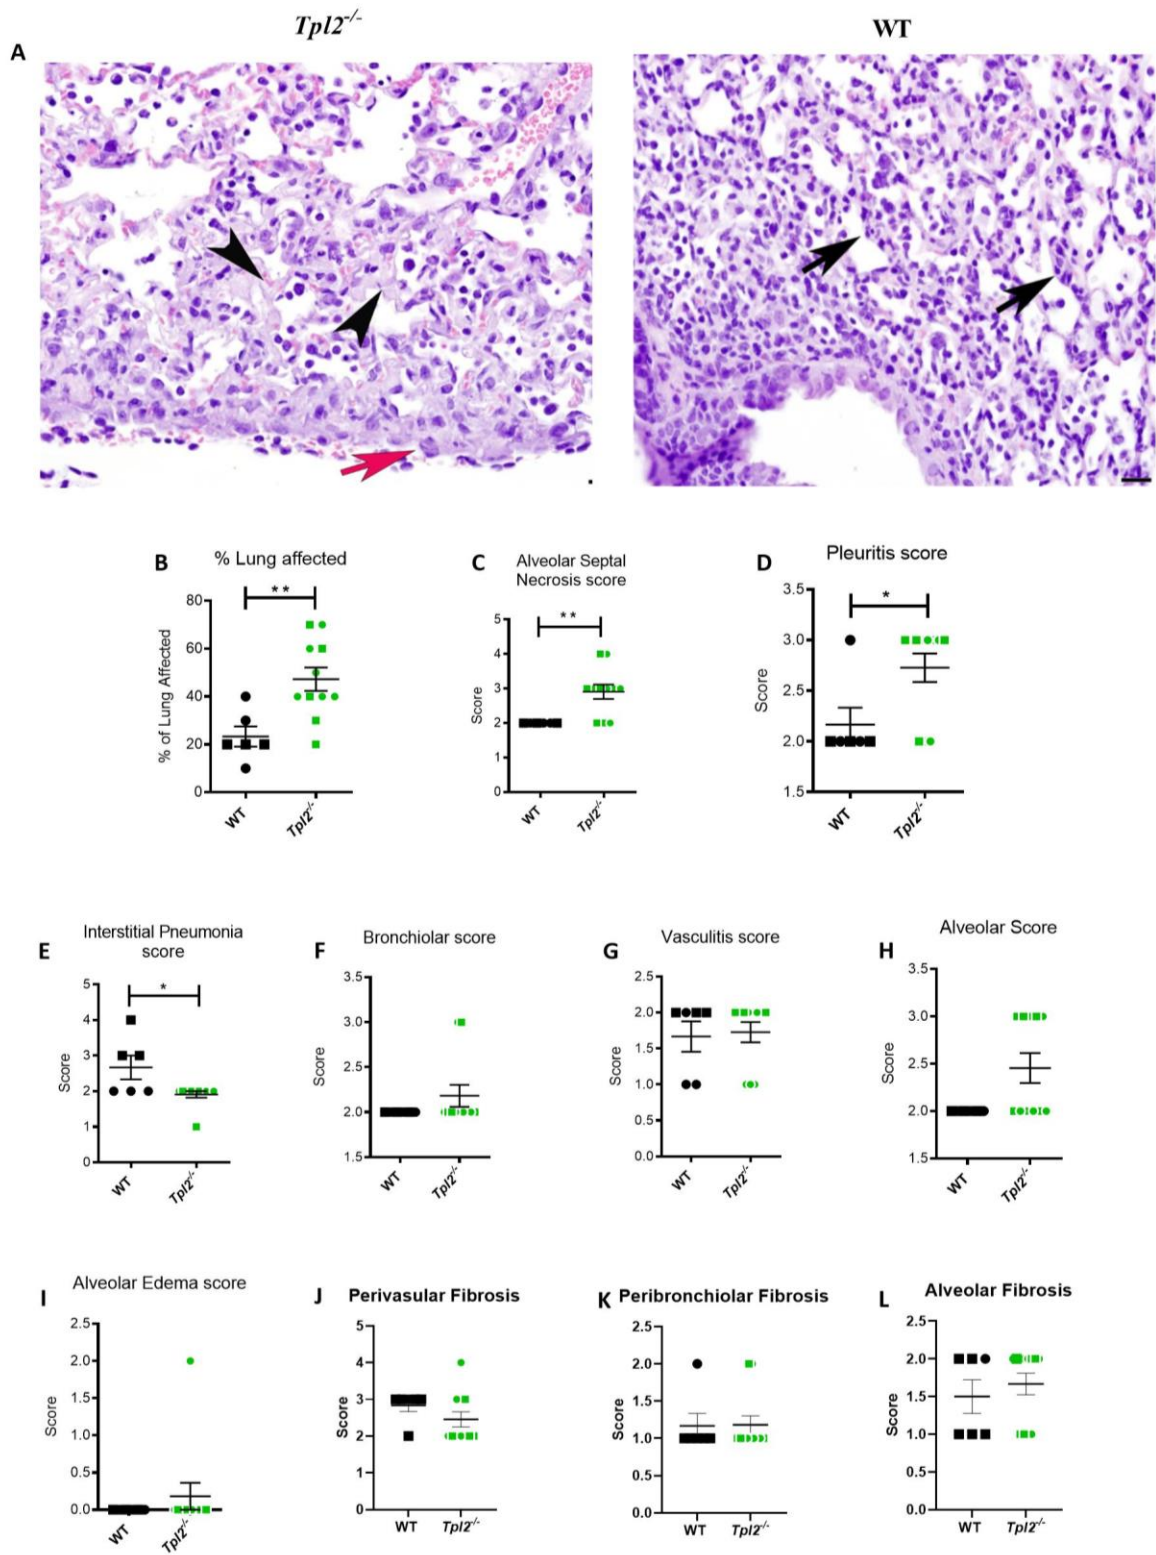 Tpl2-/-
WT
A
B
% Lung affected
**
% of Lung Affected
80
60
40
20
0
WT
Tpl2-/-
C
Alveolar Septal
Necrosis score
**
Score
5
4
3
2
1
0
WT
Tpl2-/-
D
Pleuritis score
*
Score
3.5
3.0
2.5
2.0
1.5
WT
Tpl2-/-
E
Interstitial Pneumonia
score
*
Score
5
4
3
2
1
0
WT
Tpl2-/-
F
Bronchiolar score
Score
3.5
3.0
2.5
2.0
1.5
WT
Tpl2-/-
G
Vasculitis score
Score
2.5
2.0
1.5
1.0
0.5
0.0
WT
Tpl2-/-
H
Alveolar Score
Score
3.5
3.0
2.5
2.0
1.5
WT
Tpl2-/-
I
Alveolar Edema score
Score
2.5
2.0
1.5
1.0
0.5
0.0
WT
Tpl2-/-
J
Perivasular Fibrosis
Score
5
4
3
2
1
0
WT
Tpl2-/-
K
Peribronchiolar Fibrosis
Score
2.5
2.0
1.5
1.0
0.5
0.0
WT
Tpl2-/-
L
Alveolar Fibrosis
Score
2.5
2.0
1.5
1.0
0.5
0.0
WT
Tpl2-/-